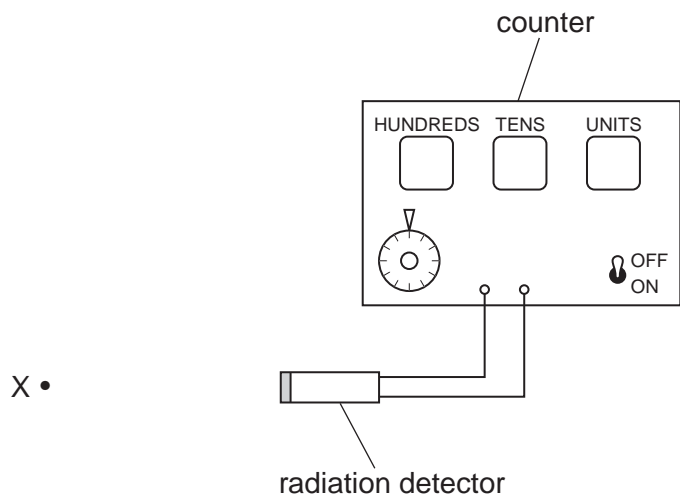 counter
HUNDREDS TENS UNITS
OFF
ON
X
radiation detector